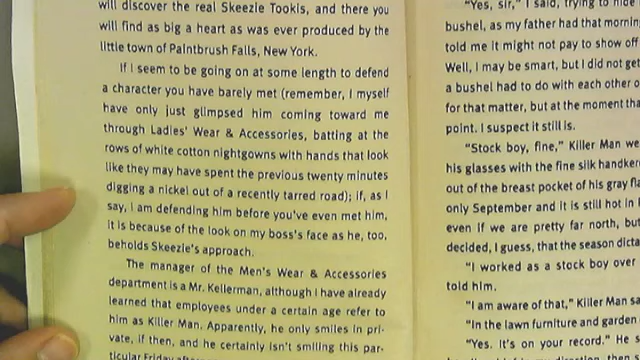 will discover the real Skeezie Tookis, and there you
will find as big a heart as was ever produced by the
little town of Paintbrush Falls, New York.
If I seem to be going on at some length to defend
a character you have barely met (remember, I myself
have only just glimpsed him coming toward me
through Ladies' Wear & Accessories, batting at the
rows of white cotton nightgowns with hands that look
like they may have spent the previous twenty minutes
digging a nickel out of a recently tarred road); if, as I
say, I am defending him before you've even met him,
it is because of the look on my boss's face as he, too,
beholds Skeezie's approach.
The manager of the Men's Wear & Accessories
department is a Mr. Kellerman, although I have already
learned that employees under a certain age refer to
him as Killer Man. Apparently, he only smiles in pri-
vate, if then, and he certainly isn't smiling this par-
ticular Friday
"Yes, sir," I said, trying to hide
bushel, as my father had that mornin
told me it might not pay to show off
Well, I may be smart, but I did not get
a bushel had to do with each other o
for that matter, but at the moment tha
point. I suspect it still is.
"Stock boy, fine," Killer Man we
his glasses with the fine silk handker
out of the breast pocket of his gray fla
only September and it is still hot in
even if we are pretty far north, but
decided, I guess, that the season dicta
"I worked as a stock boy over
told him.
"I am aware of that," Killer Man sa
"In the lawn furniture and garden
"Yes. It's on your record." He s